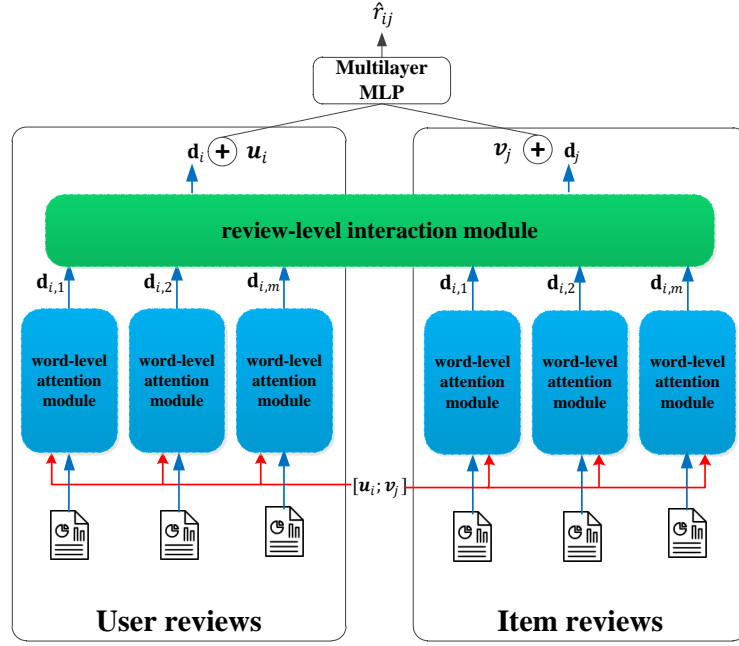 r̂ij
Multilayer
MLP
di + ui
vj + dj
review-level interaction module
di,1 di,2 di,m di,1 di,2 di,m
word-level attention module
word-level attention module
word-level attention module
word-level attention module
word-level attention module
word-level attention module
[ui; vj]
User reviews
Item reviews